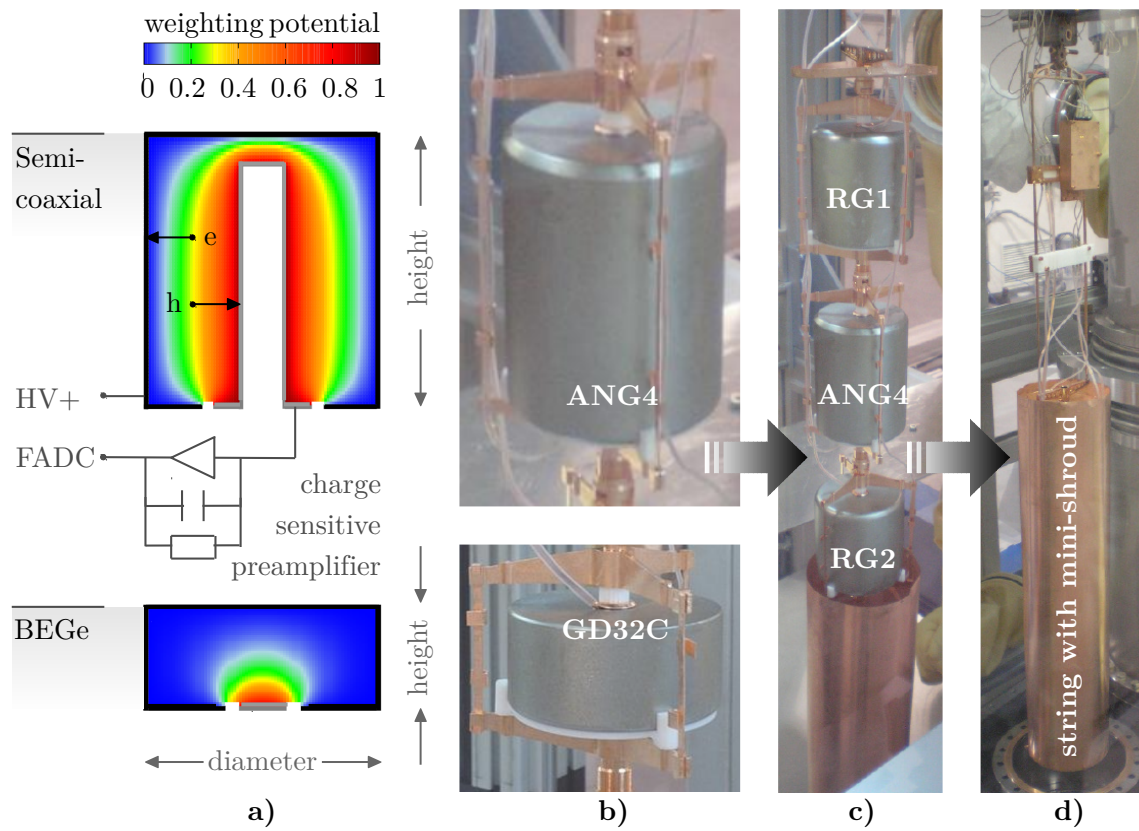 weighting potential
0 0.2 0.4 0.6 0.8 1
Semi-
coaxial
e
h
height
HV+
FADC
charge
sensitive
preamplifier
BEGe
height
diameter
a)
ANG4
GD32C
b)
RG1
ANG4
RG2
c)
string with mini-shroud
d)